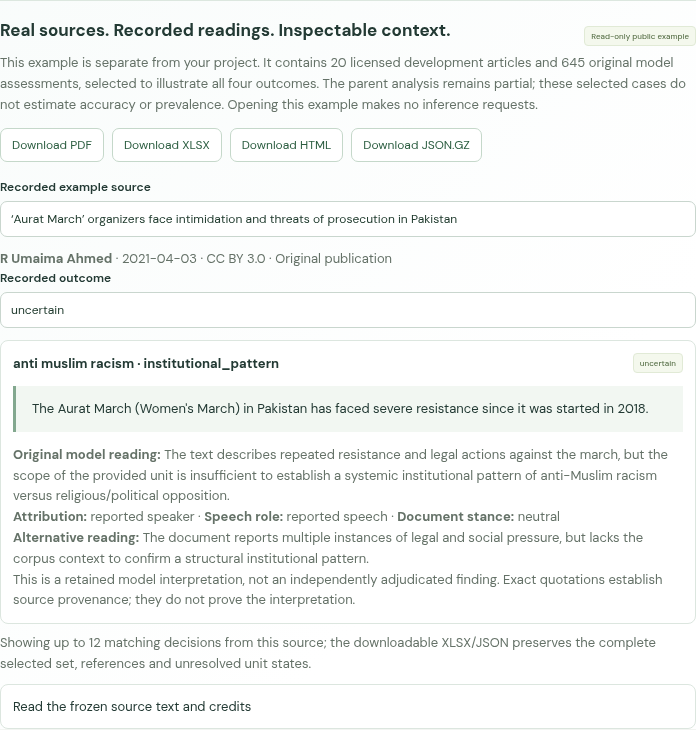 Real sources. Recorded readings. Inspectable context.
Read-only public example
This example is separate from your project. It contains 20 licensed development articles and 645 original model
assessments, selected to illustrate all four outcomes. The parent analysis remains partial; these selected cases do
not estimate accuracy or prevalence. Opening this example makes no inference requests.
Download PDF
Download XLSX
Download HTML
Download JSON.GZ
Recorded example source
‘Aurat March’ organizers face intimidation and threats of prosecution in Pakistan
R Umaima Ahmed · 2021-04-03 · CC BY 3.0 · Original publication
Recorded outcome
uncertain
anti muslim racism · institutional_pattern
uncertain
The Aurat March (Women's March) in Pakistan has faced severe resistance since it was started in 2018.
Original model reading: The text describes repeated resistance and legal actions against the march, but the
scope of the provided unit is insufficient to establish a systemic institutional pattern of anti-Muslim racism
versus religious/political opposition.
Attribution: reported speaker · Speech role: reported speech · Document stance: neutral
Alternative reading: The document reports multiple instances of legal and social pressure, but lacks the
corpus context to confirm a structural institutional pattern.
This is a retained model interpretation, not an independently adjudicated finding. Exact quotations establish
source provenance; they do not prove the interpretation.
Showing up to 12 matching decisions from this source; the downloadable XLSX/JSON preserves the complete
selected set, references and unresolved unit states.
Read the frozen source text and credits